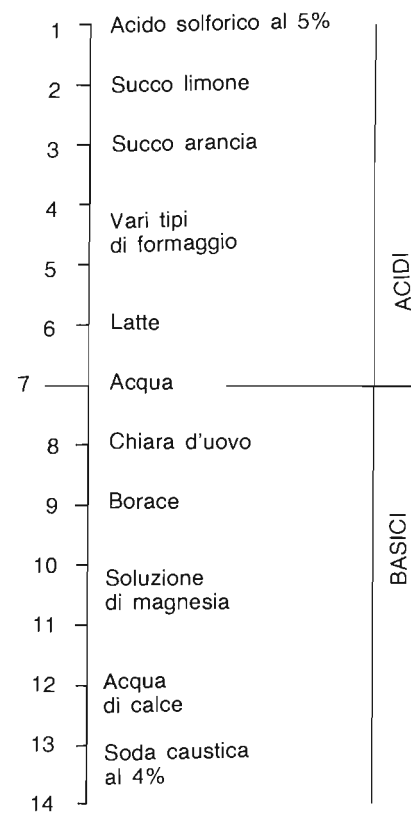 1 Acido solforico al 5%
2 Succo limone
3 Succo arancia
4
Vari tipi
di formaggio
5
6 Latte
ACIDI
7 Acqua
8 Chiara d'uovo
9 Borace
BASICI
10
Soluzione
di magnesia
11
12 Acqua
di calce
13
Soda caustica
al 4%
14